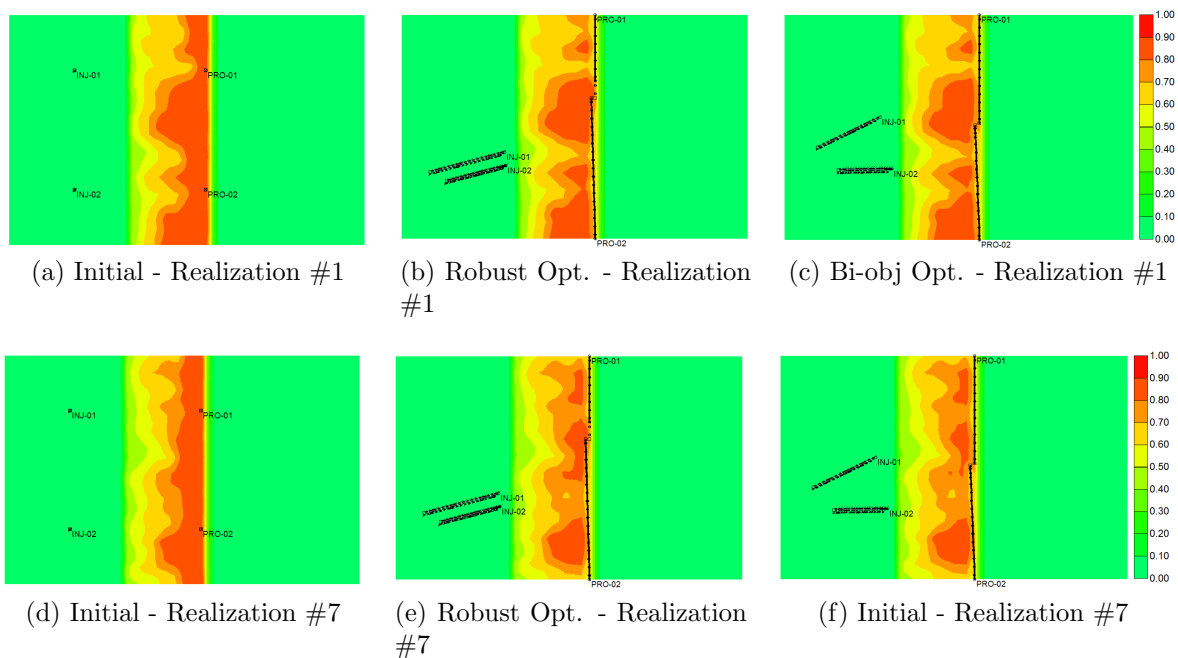 INJ-01
PRO-01
INJ-02
PRO-02
(a) Initial - Realization #1
PRO-01
INJ-01
INJ-02
PRO-02
(b) Robust Opt. - Realization
#1
PRO-01
INJ-01
INJ-02
PRO-02
1.00
0.90
0.80
0.70
0.60
0.50
0.40
0.30
0.20
0.10
0.00
(c) Bi-obj Opt. - Realization #1
INJ-01
PRO-01
INJ-02
PRO-02
(d) Initial - Realization #7
PRO-01
INJ-01
INJ-02
PRO-02
(e) Robust Opt. - Realization
#7
PRO-01
INJ-01
INJ-02
PRO-02
1.00
0.90
0.80
0.70
0.60
0.50
0.40
0.30
0.20
0.10
0.00
(f) Initial - Realization #7